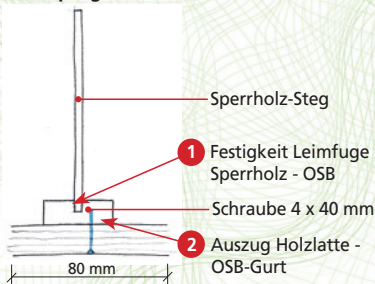 Sperrholz-Steg
1 Festigkeit Leimfuge
Sperrholz - OSB
Schraube 4 x 40 mm
2 Auszug Holzlatte -
OSB-Gurt
80 mm